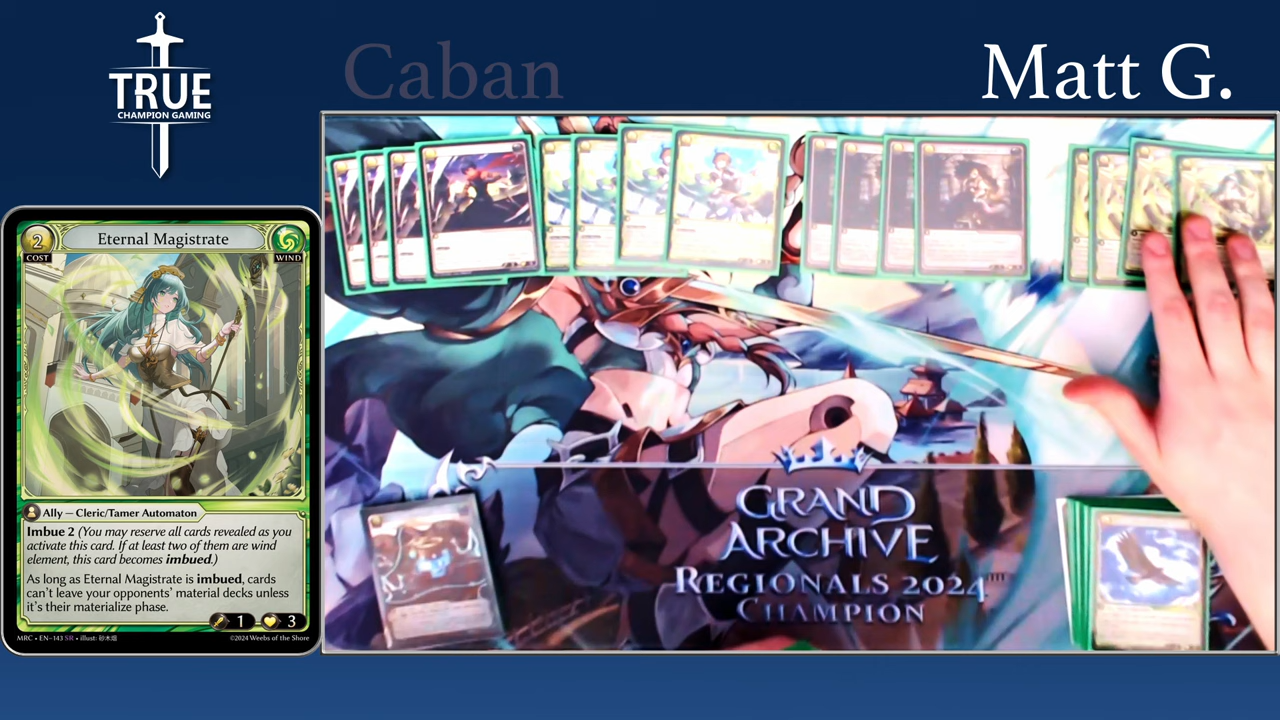 TRUE
CHAMPION GAMING
Caban
Matt G.
2
COST
Eternal Magistrate
WIND
Ally — Cleric/Tamer Automaton
Imbue 2 (You may reserve all cards revealed as you
activate this card. If at least two of them are wind
element, this card becomes imbued.)
As long as Eternal Magistrate is imbued, cards
can't leave your opponents' material decks unless
it's their materialize phase.
1
3
MRC • EN-143 SR • illust:
©2024 Weebs of the Shore
GRAND
ARCHIVE
REGIONALS 2024
CHAMPION